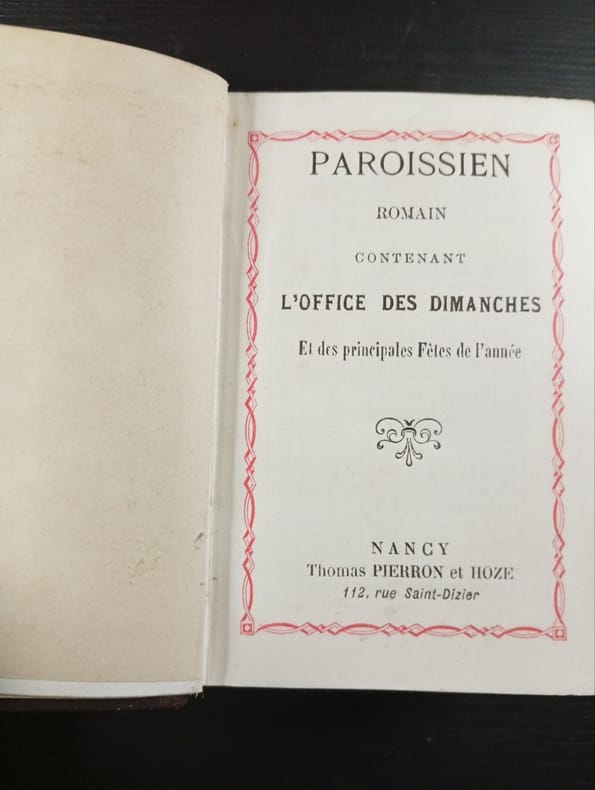 PAROISSIEN
ROMAIN
CONTENANT
L'OFFICE DES DIMANCHES
Et des principales Fêtes de l'année
NANCY
Thomas PIERRON et HOZE
112, rue Saint-Dizier